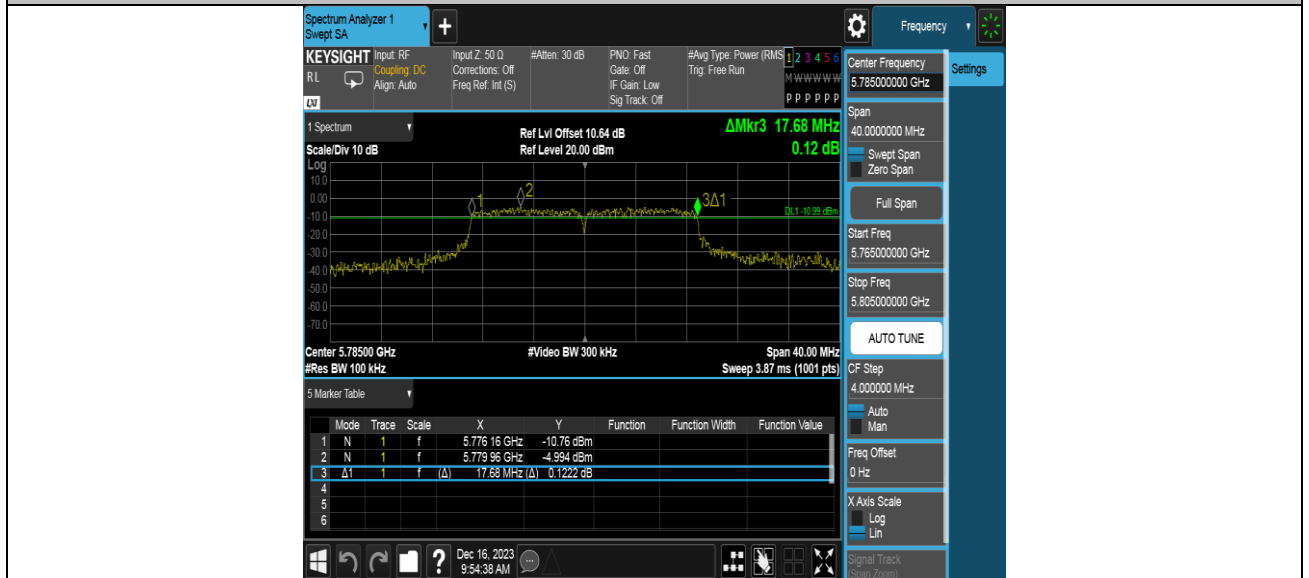 Spectrum Analyzer 1
Swept SA
+
Frequency
KEYSIGHT
RL
LXI
Input: RF
Coupling: DC
Align: Auto
Input Z: 50 Ω
Corrections: Off
Freq Ref: Int (S)
#Atten: 30 dB
PNO: Fast
Gate: Off
IF Gain: Low
Sig Track: Off
#Avg Type: Power (RMS
Trig: Free Run
1 2 3 4 5 6
M W W W W W
P P P P P P
Center Frequency
5.785000000 GHz
Settings
Span
40.0000000 MHz
Swept Span
Zero Span
Full Span
Start Freq
5.765000000 GHz
Stop Freq
5.805000000 GHz
AUTO TUNE
CF Step
4.000000 MHz
Auto
Man
Freq Offset
0 Hz
X Axis Scale
Log
Lin
Signal Track
(Span Zoom)
1 Spectrum
Scale/Div 10 dB
Ref Lvl Offset 10.64 dB
Ref Level 20.00 dBm
ΔMkr3 17.68 MHz
0.12 dB
Log
10.0
0.00
-10.0
-20.0
-30.0
-40.0
-50.0
-60.0
-70.0
1
2
3Δ1
DL1 -10.99 dBm
Center 5.78500 GHz
#Video BW 300 kHz
Span 40.00 MHz
#Res BW 100 kHz
Sweep 3.87 ms (1001 pts)
5 Marker Table
Mode Trace Scale X Y Function Function Width Function Value
1 N 1 f 5.776 16 GHz -10.76 dBm
2 N 1 f 5.779 96 GHz -4.994 dBm
3 Δ1 1 f (Δ) 17.68 MHz (Δ) 0.1222 dB
4
5
6
?
Dec 16, 2023
9:54:38 AM